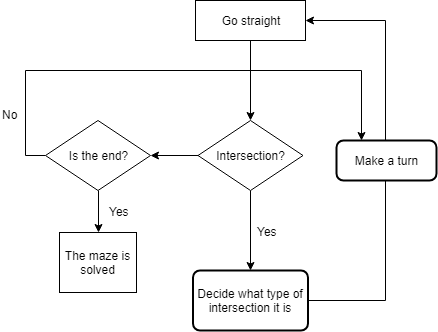 Go straight
No
Is the end?
Intersection?
Make a turn
Yes
The maze is
solved
Yes
Decide what type of
intersection it is